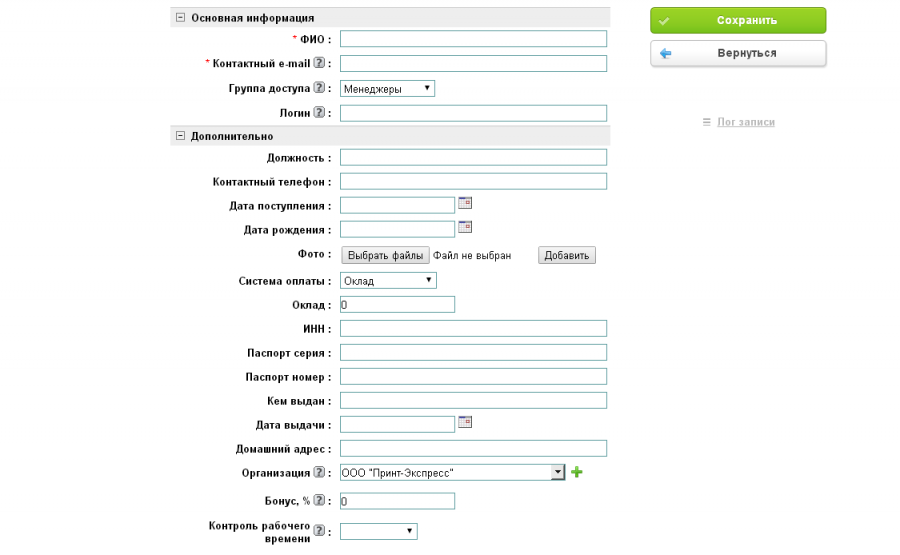 Основная информация
Сохранить
* ФИО :
Вернуться
* Контактный e-mail ? :
Группа доступа ? : Менеджеры
Логин ? :
Лог записи
Дополнительно
Должность :
Контактный телефон :
Дата поступления :
Дата рождения :
Фото : Выбрать файлы Файл не выбран Добавить
Система оплаты : Оклад
Оклад : 0
ИНН :
Паспорт серия :
Паспорт номер :
Кем выдан :
Дата выдачи :
Домашний адрес :
Организация ? : ООО "Принт-Экспресс"
Бонус, % ? : 0
Контроль рабочего
времени ? :